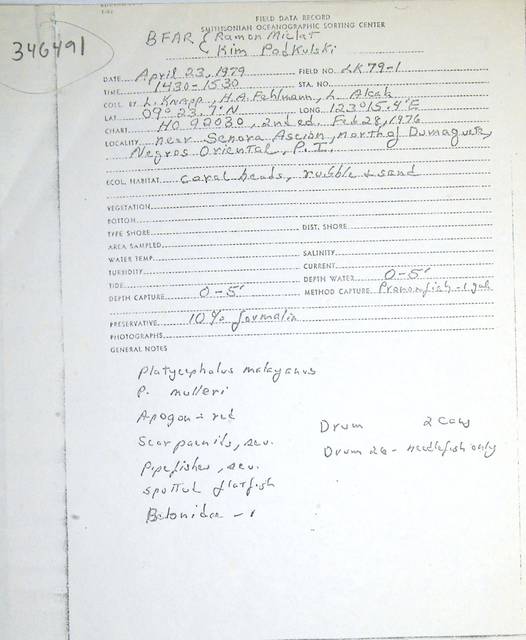 346491
FIELD DATA RECORD
SMITHSONIAN OCEANOGRAPHIC SORTING CENTER
BFAR { Ramon Miclat
Kim Podkulski
DATE April 23, 1979 FIELD NO. LK 79-1
TIME 1430-1530 STA. NO.
COLL. BY L. Knapp, H.A. Fehlmann, L. Alcala
LAT. 09° 23.7'N LONG. 123°15.4'E
CHART HO 92030, 2nd ed. Feb 28, 1976
LOCALITY near Senora Ascion, north of Dumaguete,
Negros Oriental, P.I.
ECOL. HABITAT coral heads, rubble & sand
VEGETATION
BOTTOM
TYPE SHORE DIST. SHORE
AREA SAMPLED
WATER TEMP. SALINITY
TURBIDITY CURRENT
TIDE DEPTH WATER 0-5'
DEPTH CAPTURE 0-5' METHOD CAPTURE Pronomfish - 1 gal
PRESERVATIVE 10% formalin
PHOTOGRAPHS
GENERAL NOTES
Platycephalus malayanus
P. mulleri
Apogon - red
Drum 2 cans
Scorpaenids, sev.
Drum 26 - needlefish only
Pipefishes, sev.
spotted flatfish
Belonidae - 1